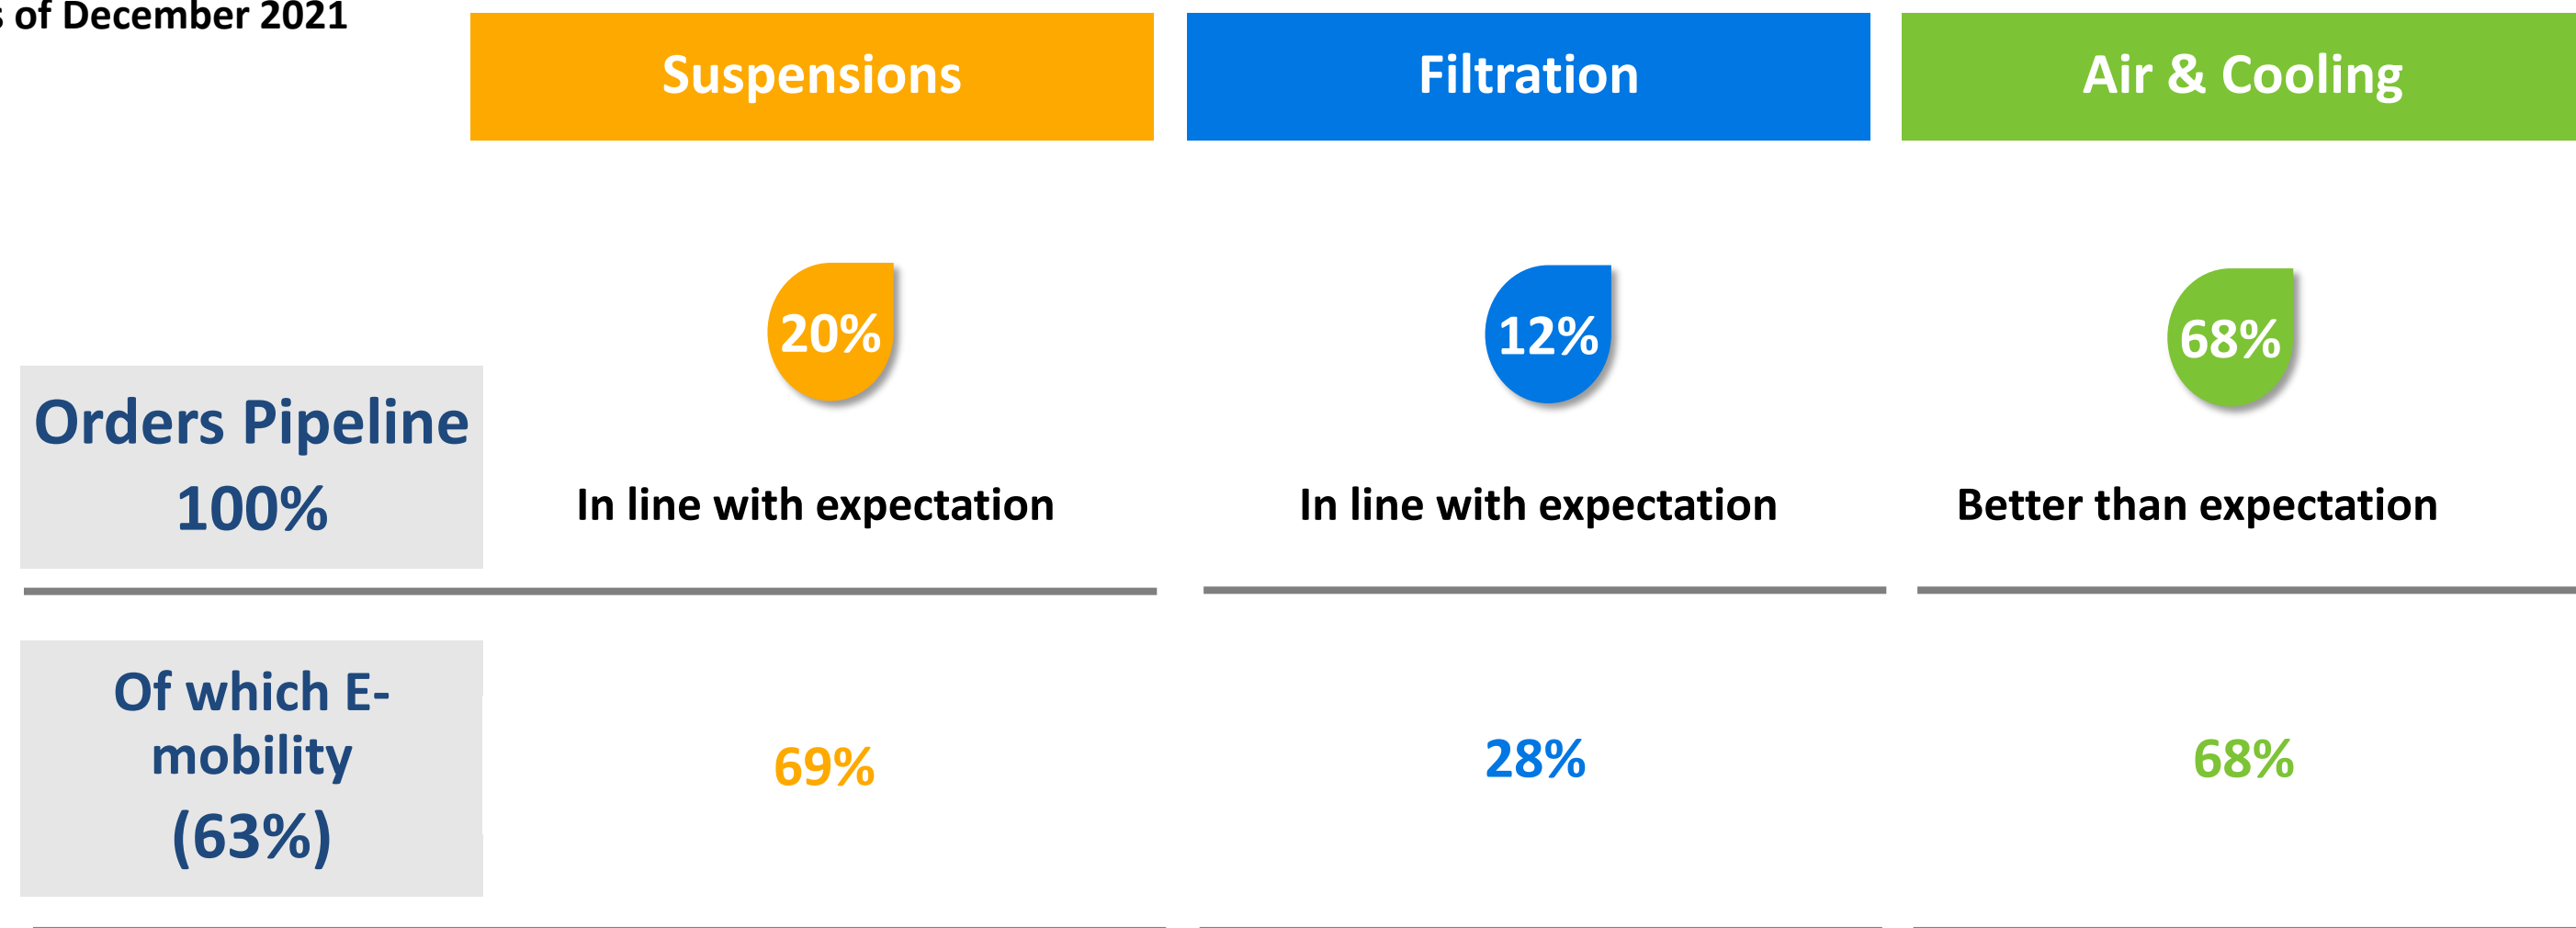 s of December 2021
Suspensions
Filtration
Air & Cooling
20%
12%
68%
Orders Pipeline
100%
In line with expectation
In line with expectation
Better than expectation
Of which E-
mobility
(63%)
69%
28%
68%